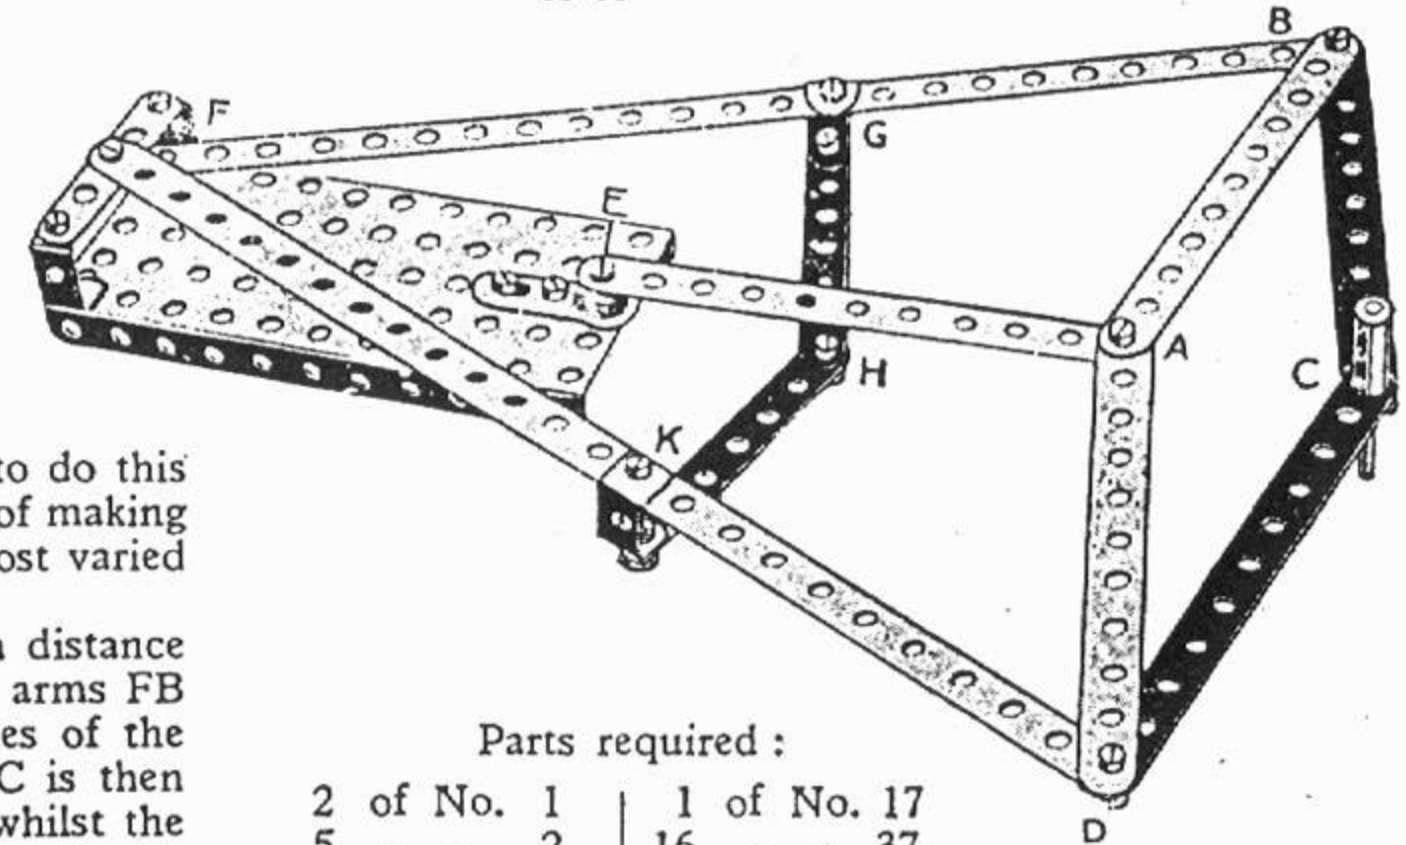 B
F
G
E
A
H
C
K
to do this
of making
ost varied
distance
arms FB
es of the
C is then
whilst the
Parts required :
2 of No. 1 | 1 of No. 17
D